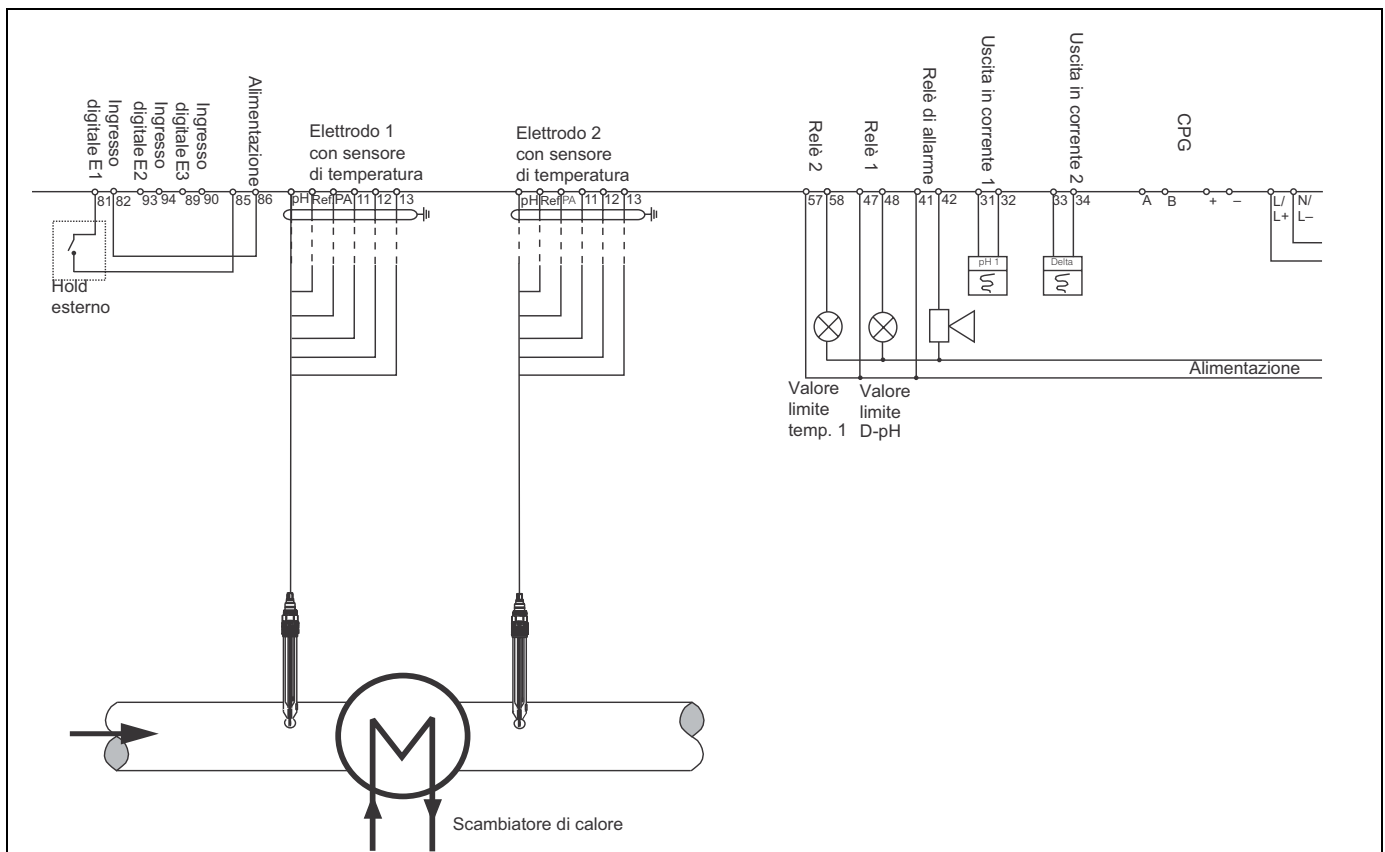 Ingresso
digitale E1
Ingresso
digitale E2
Ingresso
digitale E3
Alimentazione
Elettrodo 1
con sensore
di temperatura
Elettrodo 2
con sensore
di temperatura
Relè 2
Relè 1
Relè di allarme
Uscita in corrente 1
Uscita in corrente 2
CPG
81 82 93 94 89 90 85 86 pH Ref PA 11 12 13 pH Ref PA 11 12 13 57 58 47 48 41 42 31 32 33 34 A B + – L/ N/
L+ L–
pH 1 Delta
Hold
esterno
Alimentazione
Valore
limite
temp. 1
Valore
limite
D-pH
Scambiatore di calore